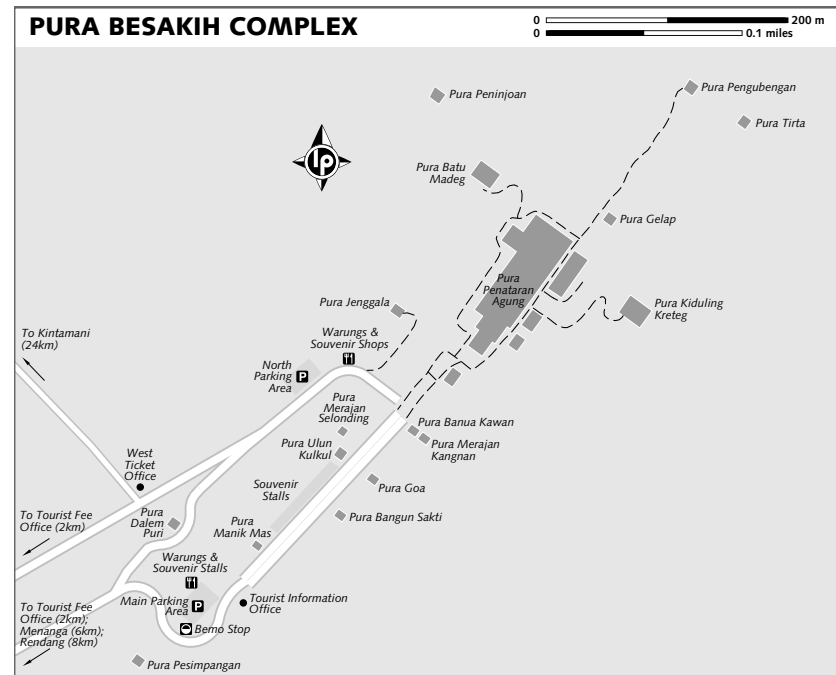 PURA BESAKIH COMPLEX
0 200 m
0 0.1 miles
Pura Peninjoan
Pura Pengubengan
Pura Tirta
lp
Pura Batu
Madeg
Pura Gelap
Pura
Penataran
Agung
Pura Jenggala
Pura Kiduling
Kreteg
To Kintamani
(24km)
Warungs &
Souvenir Shops
North
Parking
Area
P
Pura
Merajan
Selonding
Pura Banua Kawan
Pura Merajan
Kangnan
Pura Ulun
Kulkul
West
Ticket
Office
Souvenir
Stalls
Pura Goa
To Tourist Fee
Office (2km)
Pura
Dalem
Puri
Pura
Manik Mas
Pura Bangun Sakti
Warungs &
Souvenir Stalls
To Tourist Fee
Office (2km);
Menanga (6km);
Rendang (8km)
Main Parking
Area
P
Tourist Information
Office
Bemo Stop
Pura Pesimpangan